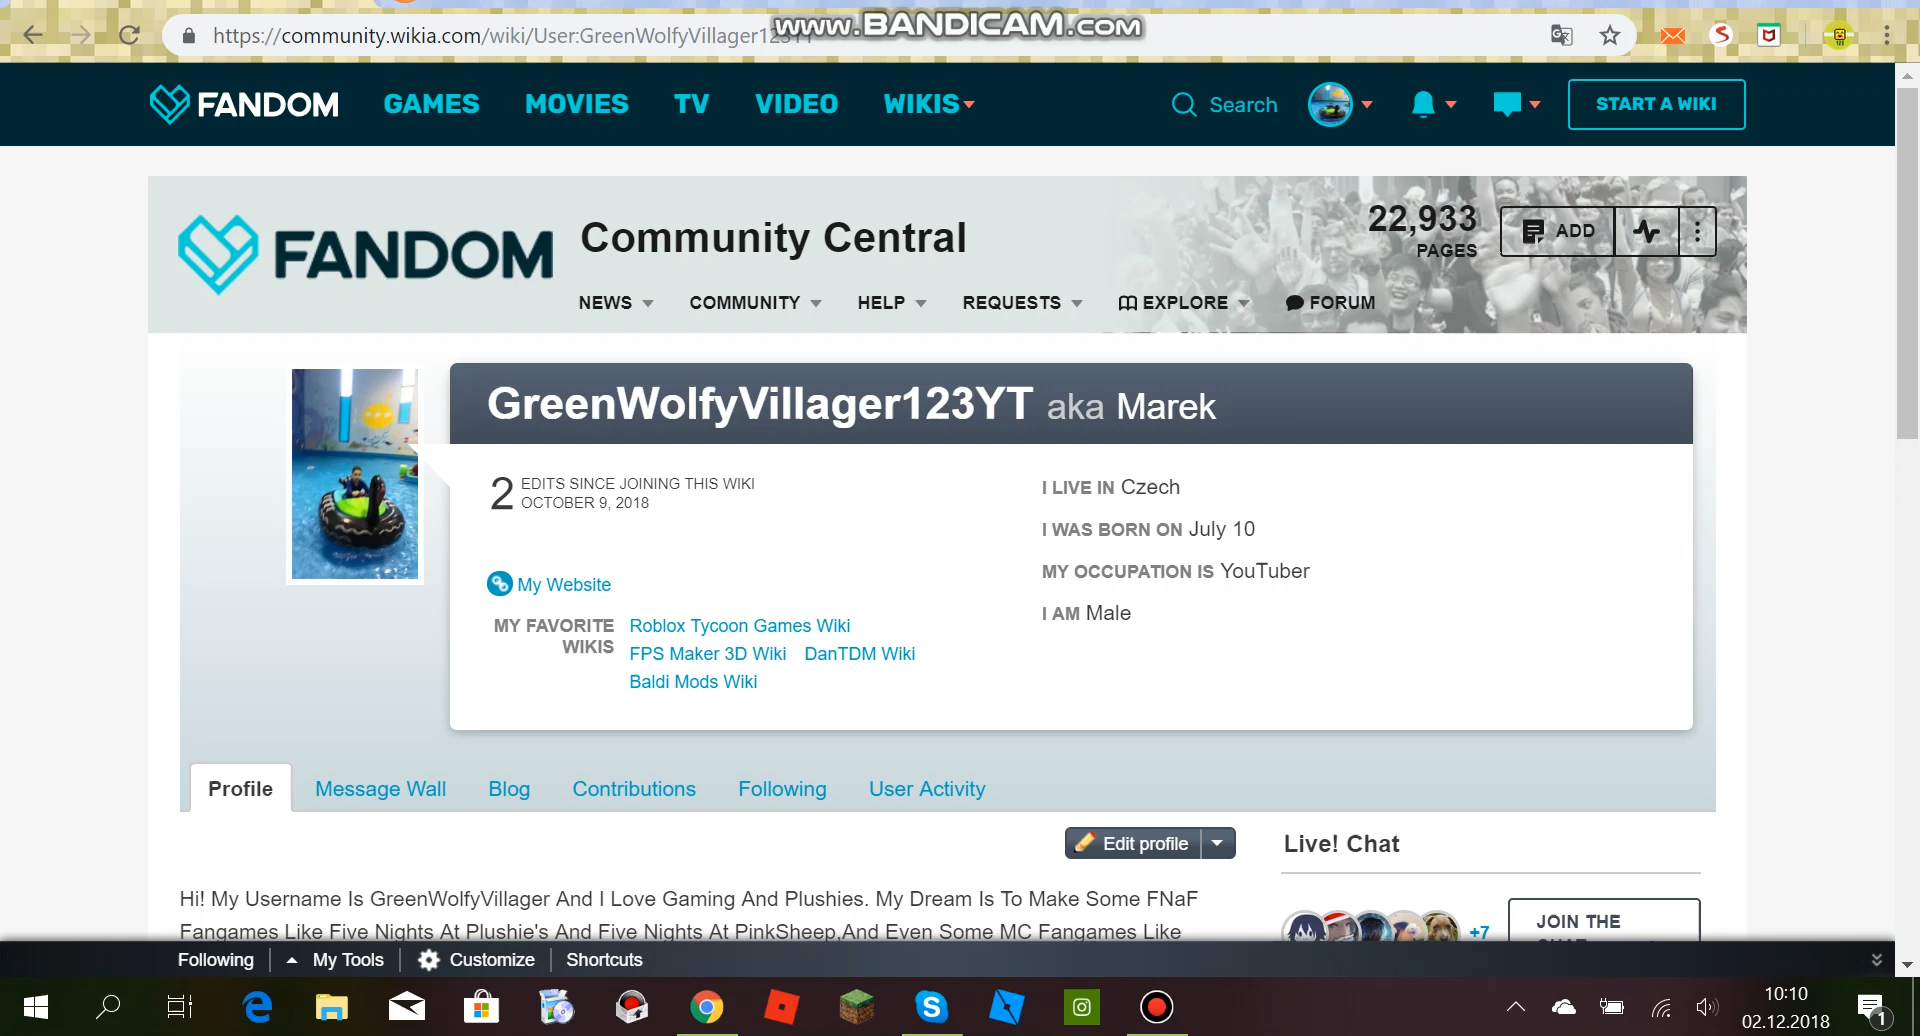 www.BANDICAM.com
https://community.wikia.com/wiki/User:GreenWolfyVillager123YT
FANDOM
GAMES
MOVIES
TV
VIDEO
WIKIS
Search
START A WIKI
FANDOM
Community Central
22,933
PAGES
ADD
NEWS
COMMUNITY
HELP
REQUESTS
EXPLORE
FORUM
GreenWolfyVillager123YT aka Marek
2 EDITS SINCE JOINING THIS WIKI
OCTOBER 9, 2018
I LIVE IN Czech
I WAS BORN ON July 10
MY OCCUPATION IS YouTuber
I AM Male
My Website
MY FAVORITE
WIKIS
Roblox Tycoon Games Wiki
FPS Maker 3D Wiki DanTDM Wiki
Baldi Mods Wiki
Profile
Message Wall
Blog
Contributions
Following
User Activity
Edit profile
Live! Chat
Hi! My Username Is GreenWolfyVillager And I Love Gaming And Plushies. My Dream Is To Make Some FNaF
Fangames Like Five Nights At Plushie's And Five Nights At PinkSheep,And Even Some MC Fangames Like
+7
JOIN THE
Following
My Tools
Customize
Shortcuts
10:10
02.12.2018
1